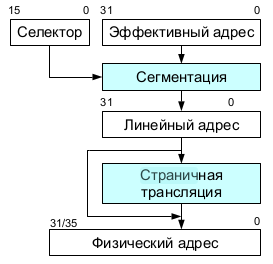 15 0 31 0
Селектор Эффективный адрес
Сегментация
31 0
Линейный адрес
Страничная
трансляция
31/35 0
Физический адрес